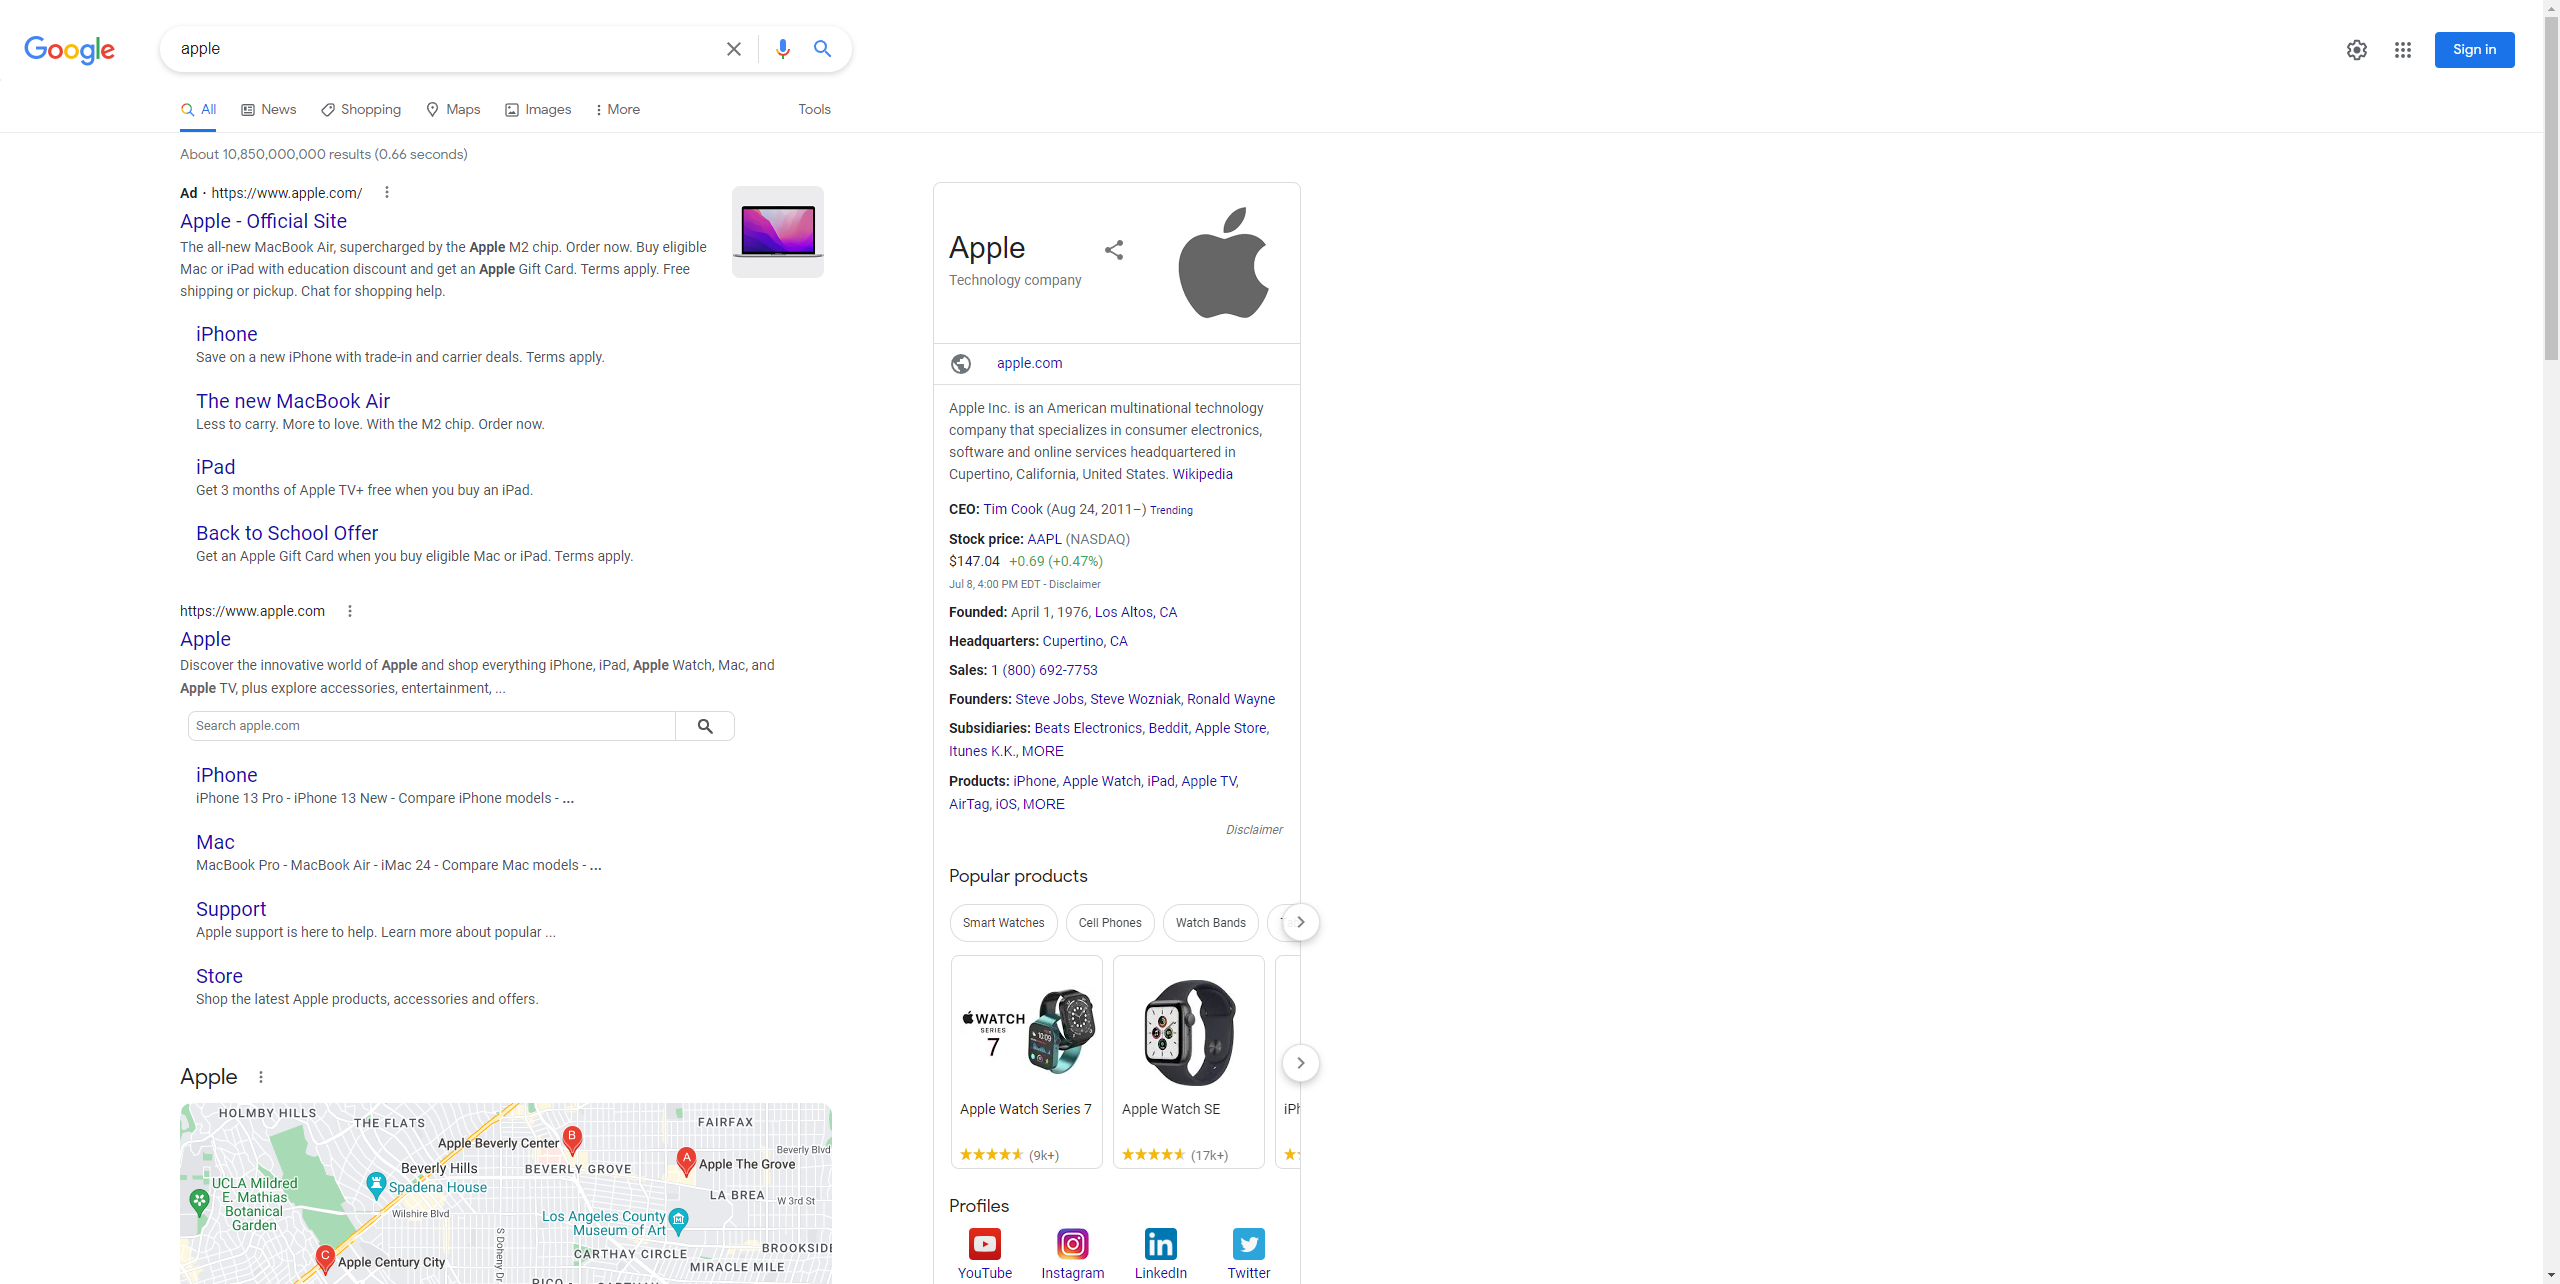 Google
apple
Sign in
All
News
Shopping
Maps
Images
More
Tools
About 10,850,000,000 results (0.66 seconds)
Ad · https://www.apple.com/
Apple - Official Site
The all-new MacBook Air, supercharged by the Apple M2 chip. Order now. Buy eligible
Mac or iPad with education discount and get an Apple Gift Card. Terms apply. Free
shipping or pickup. Chat for shopping help.
iPhone
Save on a new iPhone with trade-in and carrier deals. Terms apply.
The new MacBook Air
Less to carry. More to love. With the M2 chip. Order now.
iPad
Get 3 months of Apple TV+ free when you buy an iPad.
Back to School Offer
Get an Apple Gift Card when you buy eligible Mac or iPad. Terms apply.
https://www.apple.com
Apple
Discover the innovative world of Apple and shop everything iPhone, iPad, Apple Watch, Mac, and
Apple TV, plus explore accessories, entertainment, ...
Search apple.com
iPhone
iPhone 13 Pro - iPhone 13 New - Compare iPhone models - ...
Mac
MacBook Pro - MacBook Air - iMac 24 - Compare Mac models - ...
Support
Apple support is here to help. Learn more about popular ...
Store
Shop the latest Apple products, accessories and offers.
Apple
HOLMBY HILLS
THE FLATS
FAIRFAX
Apple Beverly Center
B
Beverly Blvd
Beverly Hills
BEVERLY GROVE
A
Apple The Grove
UCLA Mildred
E. Mathias
Botanical
Garden
Spadena House
LA BREA
W 3rd St
Wilshire Blvd
Los Angeles County
Museum of Art
S Doheny Dr
CARTHAY CIRCLE
BROOKSIDE
C
Apple Century City
MIRACLE MILE
Apple
Technology company
apple.com
Apple Inc. is an American multinational technology
company that specializes in consumer electronics,
software and online services headquartered in
Cupertino, California, United States. Wikipedia
CEO: Tim Cook (Aug 24, 2011–) Trending
Stock price: AAPL (NASDAQ)
$147.04 +0.69 (+0.47%)
Jul 8, 4:00 PM EDT - Disclaimer
Founded: April 1, 1976, Los Altos, CA
Headquarters: Cupertino, CA
Sales: 1 (800) 692-7753
Founders: Steve Jobs, Steve Wozniak, Ronald Wayne
Subsidiaries: Beats Electronics, Beddit, Apple Store,
Itunes K.K., MORE
Products: iPhone, Apple Watch, iPad, Apple TV,
AirTag, iOS, MORE
Disclaimer
Popular products
Smart Watches
Cell Phones
Watch Bands
WATCH
SERIES
7
10:09
Apple Watch Series 7
(9k+)
Apple Watch SE
(17k+)
iPh
Profiles
YouTube
Instagram
LinkedIn
Twitter